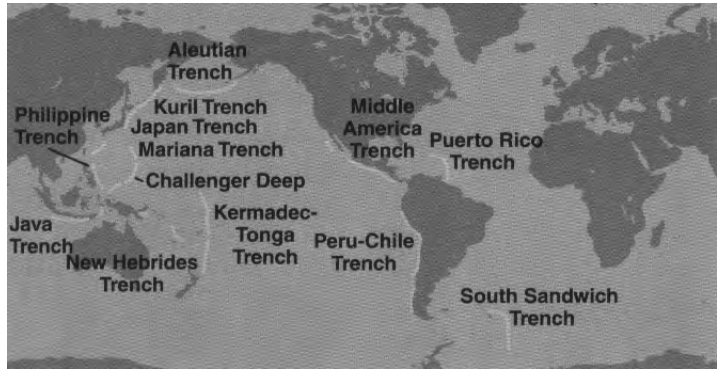 Aleutian
Trench
Kuril Trench
Philippine
Trench
Japan Trench
Mariana Trench
Challenger Deep
Middle
America
Trench
Puerto Rico
Trench
Java
Trench
Kermadec-
Tonga
Trench
Peru-Chile
Trench
New Hebrides
Trench
South Sandwich
Trench